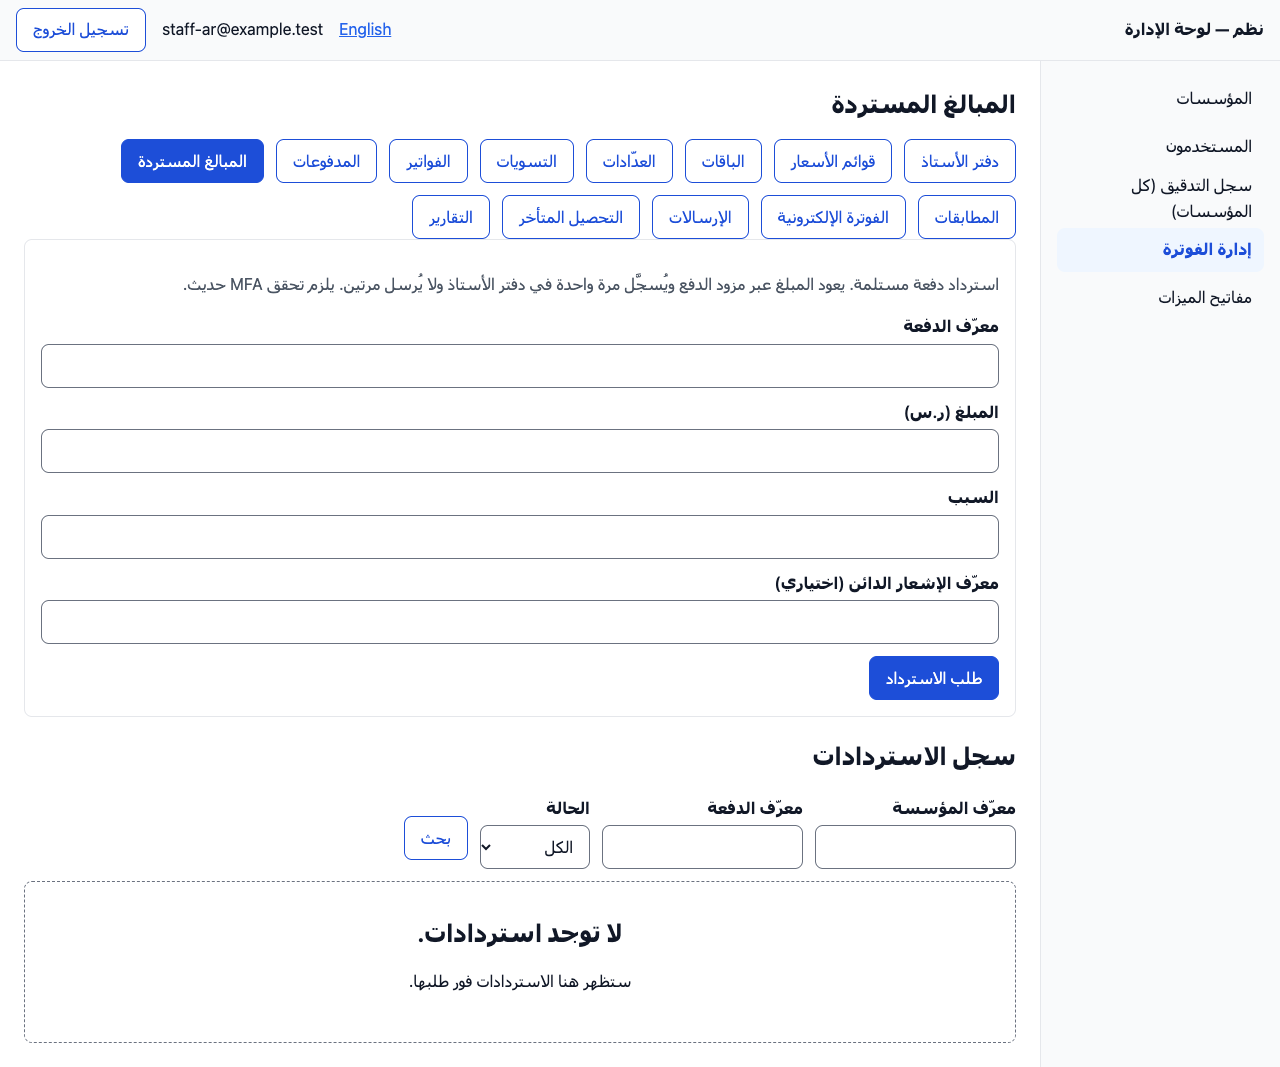 نظم — لوحة الإدارة
English
staff-ar@example.test
تسجيل الخروج
المؤسسات
المستخدمون
سجل التدقيق (كل
المؤسسات)
إدارة الفوترة
مفاتيح الميزات
المبالغ المستردة
دفتر الأستاذ
قوائم الأسعار
الباقات
العدّادات
التسويات
الفواتير
المدفوعات
المبالغ المستردة
المطابقات
الفوترة الإلكترونية
الإرسالات
التحصيل المتأخر
التقارير
استرداد دفعة مستلمة. يعود المبلغ عبر مزود الدفع ويُسجَّل مرة واحدة في دفتر الأستاذ ولا يُرسل مرتين. يلزم تحقق MFA حديث.
معرّف الدفعة
المبلغ (ر.س)
السبب
معرّف الإشعار الدائن (اختياري)
طلب الاسترداد
سجل الاستردادات
معرّف المؤسسة
معرّف الدفعة
الحالة
الكل
بحث
لا توجد استردادات.
ستظهر هنا الاستردادات فور طلبها.